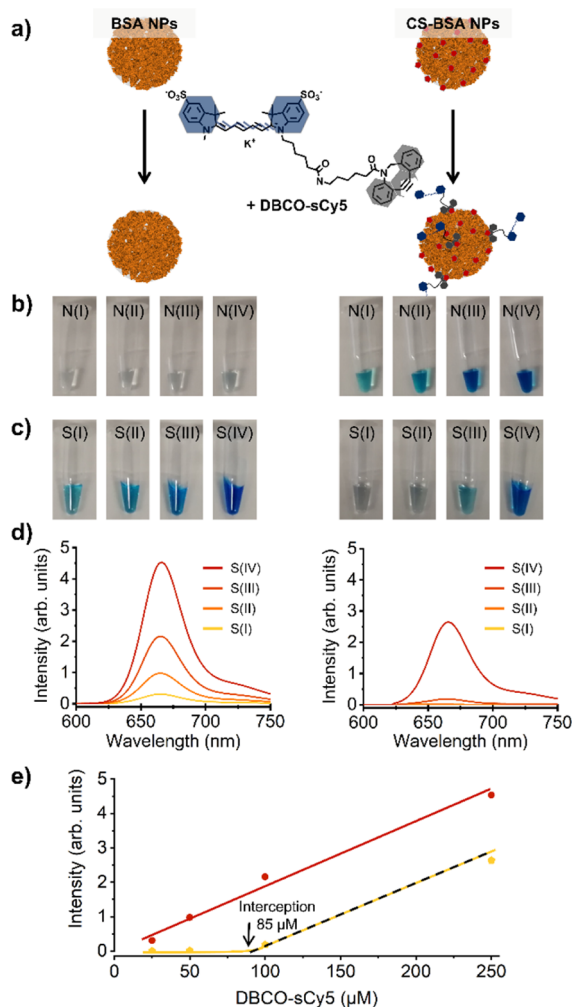 a)
BSA NPs
CS-BSA NPs
-O3S
SO3-
N
N
K+
O
N
O
N
+ DBCO-sCy5
b)
N(I) N(II) N(III) N(IV)
N(I) N(II) N(III) N(IV)
c)
S(I) S(II) S(III) S(IV)
S(I) S(II) S(III) S(IV)
d)
Intensity (arb. units)
5
4
3
2
1
0
S(IV)
S(III)
S(II)
S(I)
600 650 700 750
Wavelength (nm)
Intensity (arb. units)
5
4
3
2
1
0
S(IV)
S(III)
S(II)
S(I)
600 650 700 750
Wavelength (nm)
e)
Intensity (arb. units)
5
4
3
2
1
0
Interception
85 µM
0 50 100 150 200 250
DBCO-sCy5 (µM)